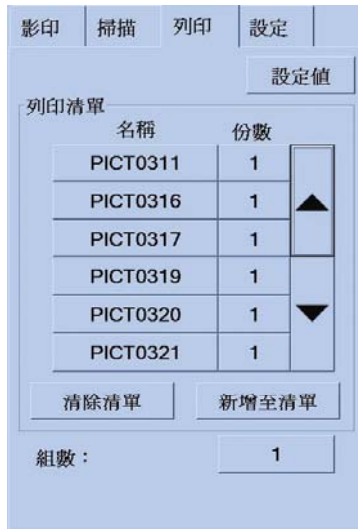 影印 掃描 列印 設定
設定值
列印清單
名稱 份數
PICT0311 1
PICT0316 1
PICT0317 1
PICT0319 1
PICT0320 1
PICT0321 1
清除清單 新增至清單
組數： 1